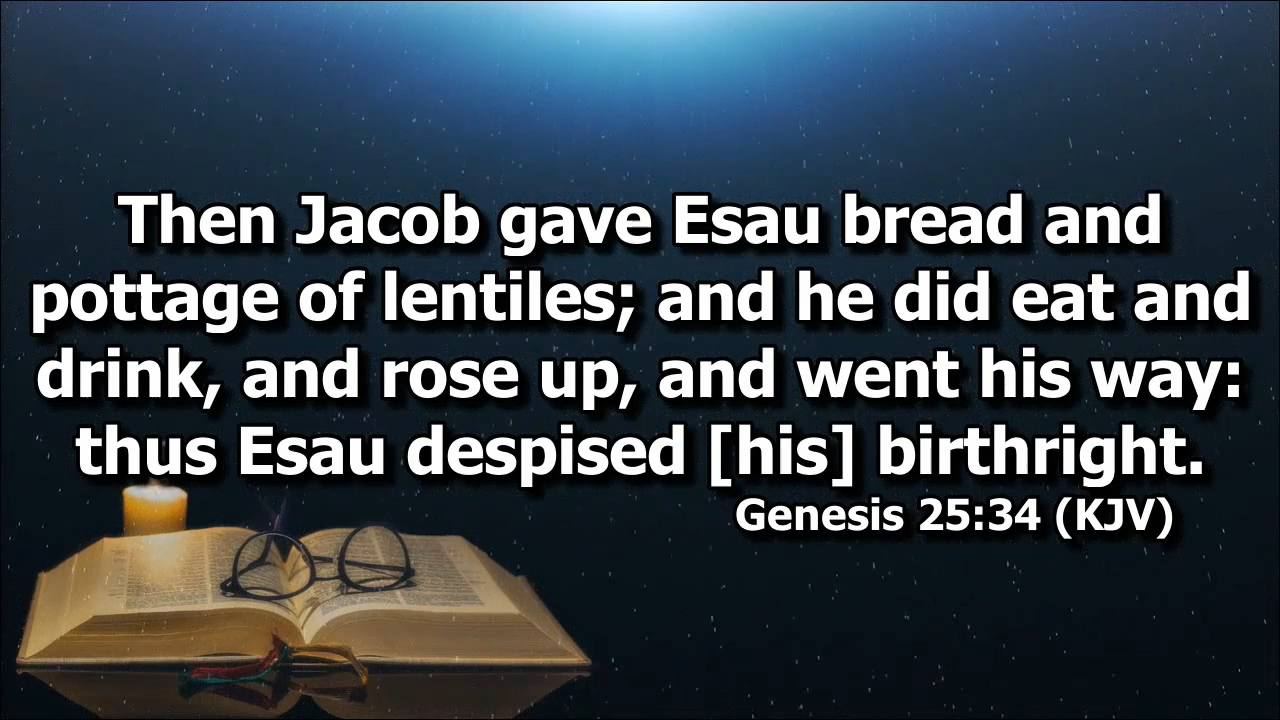 Then Jacob gave Esau bread and
pottage of lentiles; and he did eat and
drink, and rose up, and went his way:
thus Esau despised [his] birthright.
Genesis 25:34 (KJV)